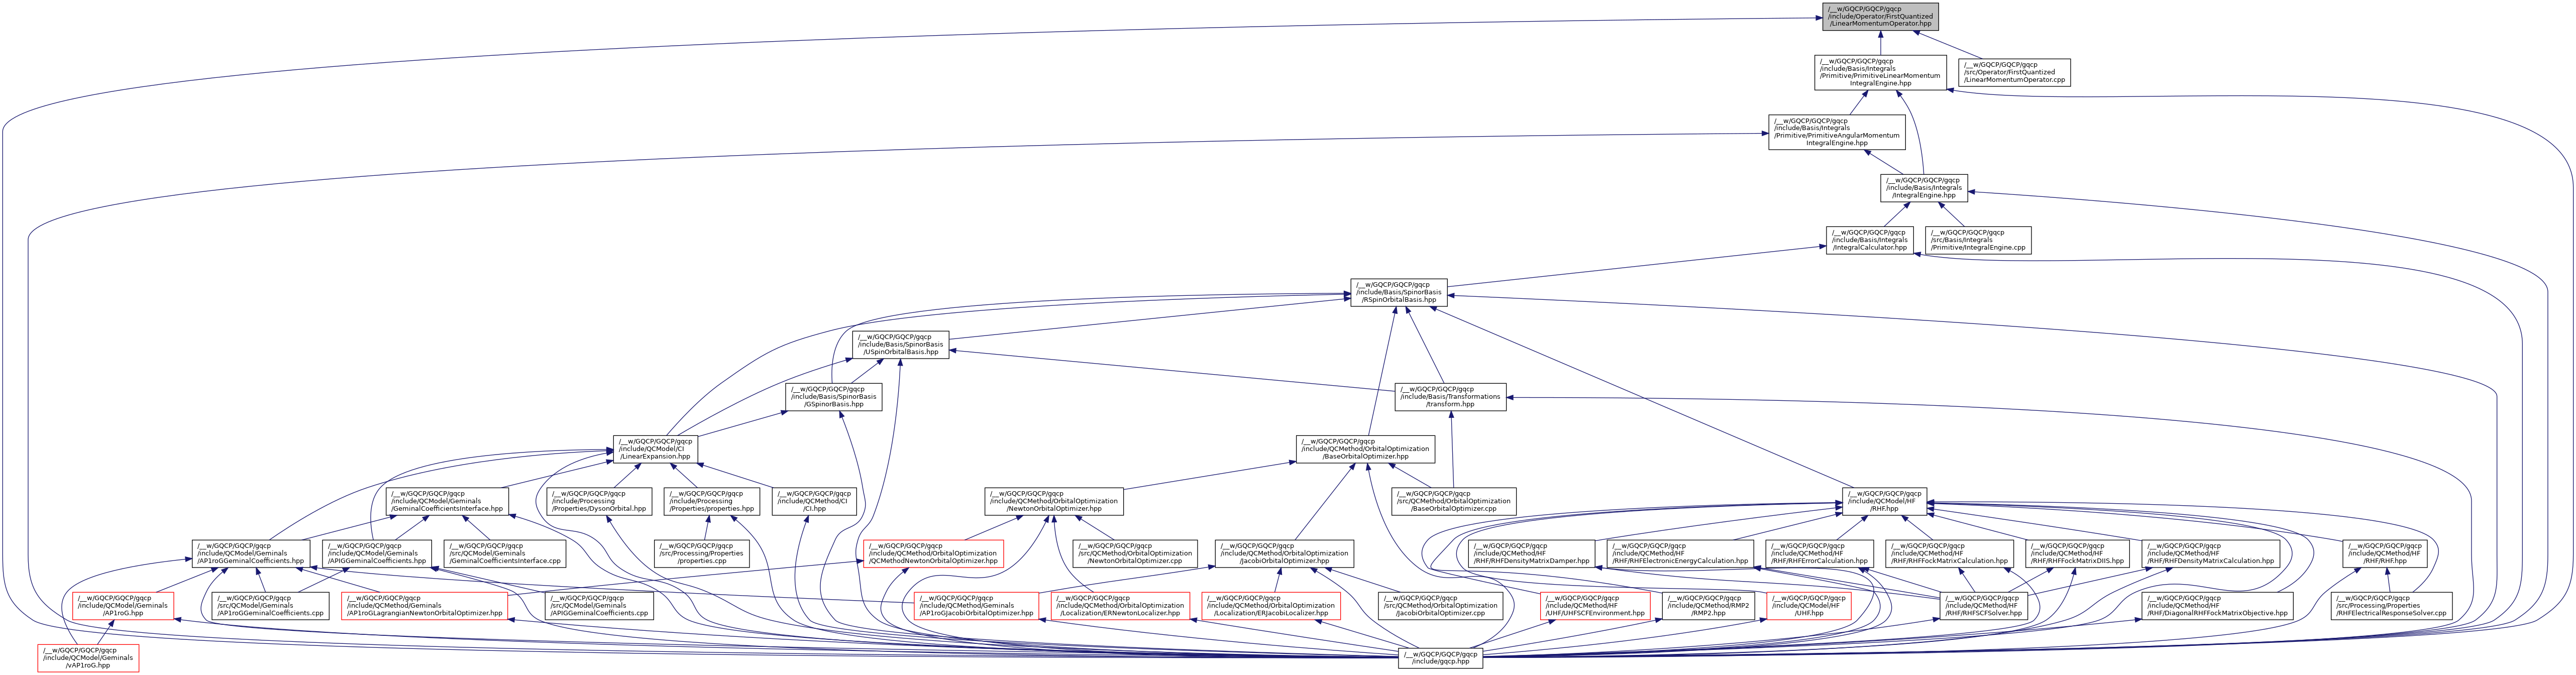 /__w/GQCP/GQCP/gqcp
/include/Operator/FirstQuantized
/LinearMomentumOperator.hpp
/__w/GQCP/GQCP/gqcp
/include/Basis/Integrals
/Primitive/PrimitiveLinearMomentum
IntegralEngine.hpp
/__w/GQCP/GQCP/gqcp
/src/Operator/FirstQuantized
/LinearMomentumOperator.cpp
/__w/GQCP/GQCP/gqcp
/include/Basis/Integrals
/Primitive/PrimitiveAngularMomentum
IntegralEngine.hpp
/__w/GQCP/GQCP/gqcp
/include/Basis/Integrals
/IntegralEngine.hpp
/__w/GQCP/GQCP/gqcp
/include/Basis/Integrals
/IntegralCalculator.hpp
/__w/GQCP/GQCP/gqcp
/src/Basis/Integrals
/Primitive/IntegralEngine.cpp
/__w/GQCP/GQCP/gqcp
/include/Basis/SpinorBasis
/RSpinOrbitalBasis.hpp
/__w/GQCP/GQCP/gqcp
/include/Basis/SpinorBasis
/USpinOrbitalBasis.hpp
/__w/GQCP/GQCP/gqcp
/include/Basis/SpinorBasis
/GSpinorBasis.hpp
/__w/GQCP/GQCP/gqcp
/include/Basis/Transformations
/transform.hpp
/__w/GQCP/GQCP/gqcp
/include/QCModel/CI
/LinearExpansion.hpp
/__w/GQCP/GQCP/gqcp
/include/QCMethod/OrbitalOptimization
/BaseOrbitalOptimizer.hpp
/__w/GQCP/GQCP/gqcp
/include/QCModel/Geminals
/GeminalCoefficientsInterface.hpp
/__w/GQCP/GQCP/gqcp
/include/Processing
/Properties/DysonOrbital.hpp
/__w/GQCP/GQCP/gqcp
/include/Processing
/Properties/properties.hpp
/__w/GQCP/GQCP/gqcp
/include/QCMethod/CI
/CI.hpp
/__w/GQCP/GQCP/gqcp
/include/QCMethod/OrbitalOptimization
/NewtonOrbitalOptimizer.hpp
/__w/GQCP/GQCP/gqcp
/src/QCMethod/OrbitalOptimization
/BaseOrbitalOptimizer.cpp
/__w/GQCP/GQCP/gqcp
/include/QCModel/HF
/RHF.hpp
/__w/GQCP/GQCP/gqcp
/include/QCModel/Geminals
/AP1roGGeminalCoefficients.hpp
/__w/GQCP/GQCP/gqcp
/include/QCModel/Geminals
/APIGGeminalCoefficients.hpp
/__w/GQCP/GQCP/gqcp
/src/QCModel/Geminals
/GeminalCoefficientsInterface.cpp
/__w/GQCP/GQCP/gqcp
/src/Processing/Properties
/properties.cpp
/__w/GQCP/GQCP/gqcp
/include/QCMethod/OrbitalOptimization
/QCMethodNewtonOrbitalOptimizer.hpp
/__w/GQCP/GQCP/gqcp
/src/QCMethod/OrbitalOptimization
/NewtonOrbitalOptimizer.cpp
/__w/GQCP/GQCP/gqcp
/include/QCMethod/OrbitalOptimization
/JacobiOrbitalOptimizer.hpp
/__w/GQCP/GQCP/gqcp
/include/QCMethod/HF
/RHF/RHFDensityMatrixDamper.hpp
/__w/GQCP/GQCP/gqcp
/include/QCMethod/HF
/RHF/RHFElectronicEnergyCalculation.hpp
/__w/GQCP/GQCP/gqcp
/include/QCMethod/HF
/RHF/RHFErrorCalculation.hpp
/__w/GQCP/GQCP/gqcp
/include/QCMethod/HF
/RHF/RHFFockMatrixCalculation.hpp
/__w/GQCP/GQCP/gqcp
/include/QCMethod/HF
/RHF/RHFFockMatrixDIIS.hpp
/__w/GQCP/GQCP/gqcp
/include/QCMethod/HF
/RHF/RHFDensityMatrixCalculation.hpp
/__w/GQCP/GQCP/gqcp
/include/QCMethod/HF
/RHF/RHF.hpp
/__w/GQCP/GQCP/gqcp
/include/QCModel/Geminals
/AP1roG.hpp
/__w/GQCP/GQCP/gqcp
/src/QCModel/Geminals
/AP1roGGeminalCoefficients.cpp
/__w/GQCP/GQCP/gqcp
/include/QCMethod/Geminals
/AP1roGLagrangianNewtonOrbitalOptimizer.hpp
/__w/GQCP/GQCP/gqcp
/src/QCModel/Geminals
/APIGGeminalCoefficients.cpp
/__w/GQCP/GQCP/gqcp
/include/QCMethod/Geminals
/AP1roGJacobiOrbitalOptimizer.hpp
/__w/GQCP/GQCP/gqcp
/include/QCMethod/OrbitalOptimization
/Localization/ERNewtonLocalizer.hpp
/__w/GQCP/GQCP/gqcp
/include/QCMethod/OrbitalOptimization
/Localization/ERJacobiLocalizer.hpp
/__w/GQCP/GQCP/gqcp
/src/QCMethod/OrbitalOptimization
/JacobiOrbitalOptimizer.cpp
/__w/GQCP/GQCP/gqcp
/include/QCMethod/HF
/UHF/UHFSCFEnvironment.hpp
/__w/GQCP/GQCP/gqcp
/include/QCMethod/RMP2
/RMP2.hpp
/__w/GQCP/GQCP/gqcp
/include/QCModel/HF
/UHF.hpp
/__w/GQCP/GQCP/gqcp
/include/QCMethod/HF
/RHF/RHFSCFSolver.hpp
/__w/GQCP/GQCP/gqcp
/include/QCMethod/HF
/RHF/DiagonalRHFFockMatrixObjective.hpp
/__w/GQCP/GQCP/gqcp
/src/Processing/Properties
/RHFElectricalResponseSolver.cpp
/__w/GQCP/GQCP/gqcp
/include/QCModel/Geminals
/vAP1roG.hpp
/__w/GQCP/GQCP/gqcp
/include/gqcp.hpp